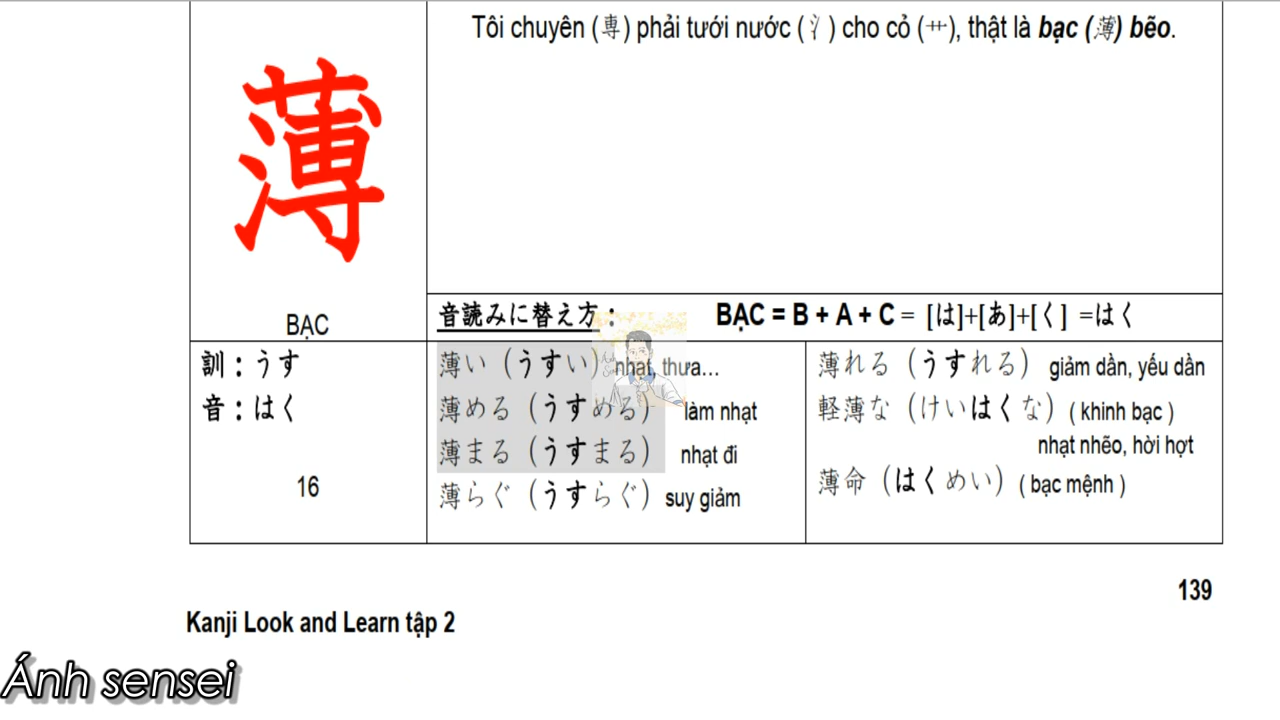 Tôi chuyên (専) phải tưới nước (氵) cho cỏ (艹), thật là bạc (薄) bẽo.
薄
BẠC
音読みに替え方: BẠC = B + A + C = [は]+[あ]+[く] =はく
訓:うす
音:はく
16
薄い(うすい) nhạt, thưa...
薄める(うすめる) làm nhạt
薄まる(うすまる) nhạt đi
薄らぐ(うすらぐ) suy giảm
薄れる(うすれる) giảm dần, yếu dần
軽薄な(けいはくな) ( khinh bạc )
nhạt nhẽo, hời hợt
薄命(はくめい) ( bạc mệnh )
139
Kanji Look and Learn tập 2
Ánh sensei